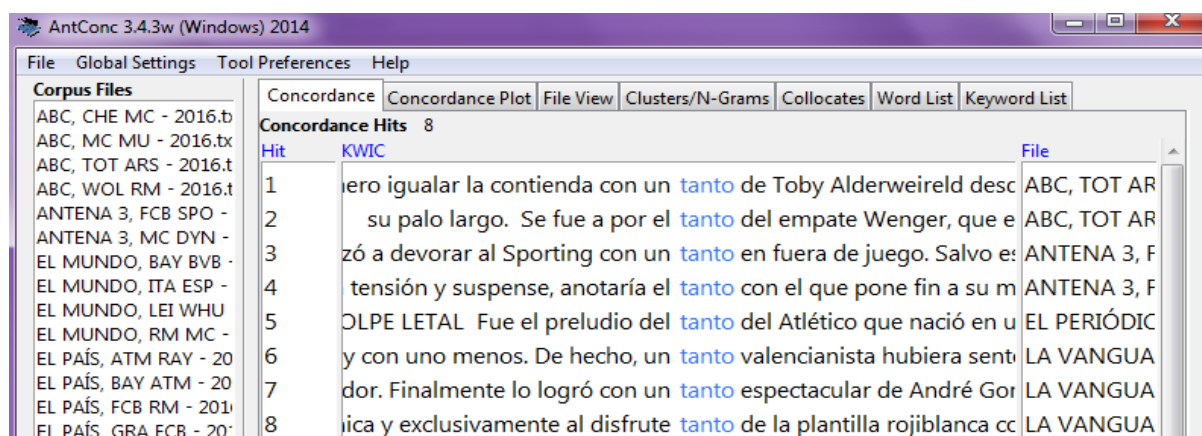 AntConc 3.4.3w (Windows) 2014
File Global Settings Tool Preferences Help
Corpus Files
ABC, CHE MC - 2016.t
ABC, MC MU - 2016.tx
ABC, TOT ARS - 2016.t
ABC, WOL RM - 2016.t
ANTENA 3, FCB SPO -
ANTENA 3, MC DYN -
EL MUNDO, BAY BVB -
EL MUNDO, ITA ESP -
EL MUNDO, LEI WHU
EL MUNDO, RM MC -
EL PAÍS, ATM RAY - 20
EL PAÍS, BAY ATM - 20
EL PAÍS, FCB RM - 201
EL PAÍS, GRA FCB - 20
Concordance Concordance Plot File View Clusters/N-Grams Collocates Word List Keyword List
Concordance Hits 8
Hit KWIC File
1 nero igualar la contienda con un tanto de Toby Alderweireld desc ABC, TOT AR
2 su palo largo. Se fue a por el tanto del empate Wenger, que e ABC, TOT AR
3 zó a devorar al Sporting con un tanto en fuera de juego. Salvo es ANTENA 3, F
4 tensión y suspense, anotaría el tanto con el que pone fin a su m ANTENA 3, F
5 OLPE LETAL Fue el preludio del tanto del Atlético que nació en u EL PERIÓDIC
6 y con uno menos. De hecho, un tanto valencianista hubiera sent LA VANGUA
7 dor. Finalmente lo logró con un tanto espectacular de André Gor LA VANGUA
8 nica y exclusivamente al disfrute tanto de la plantilla rojiblanca cc LA VANGUA